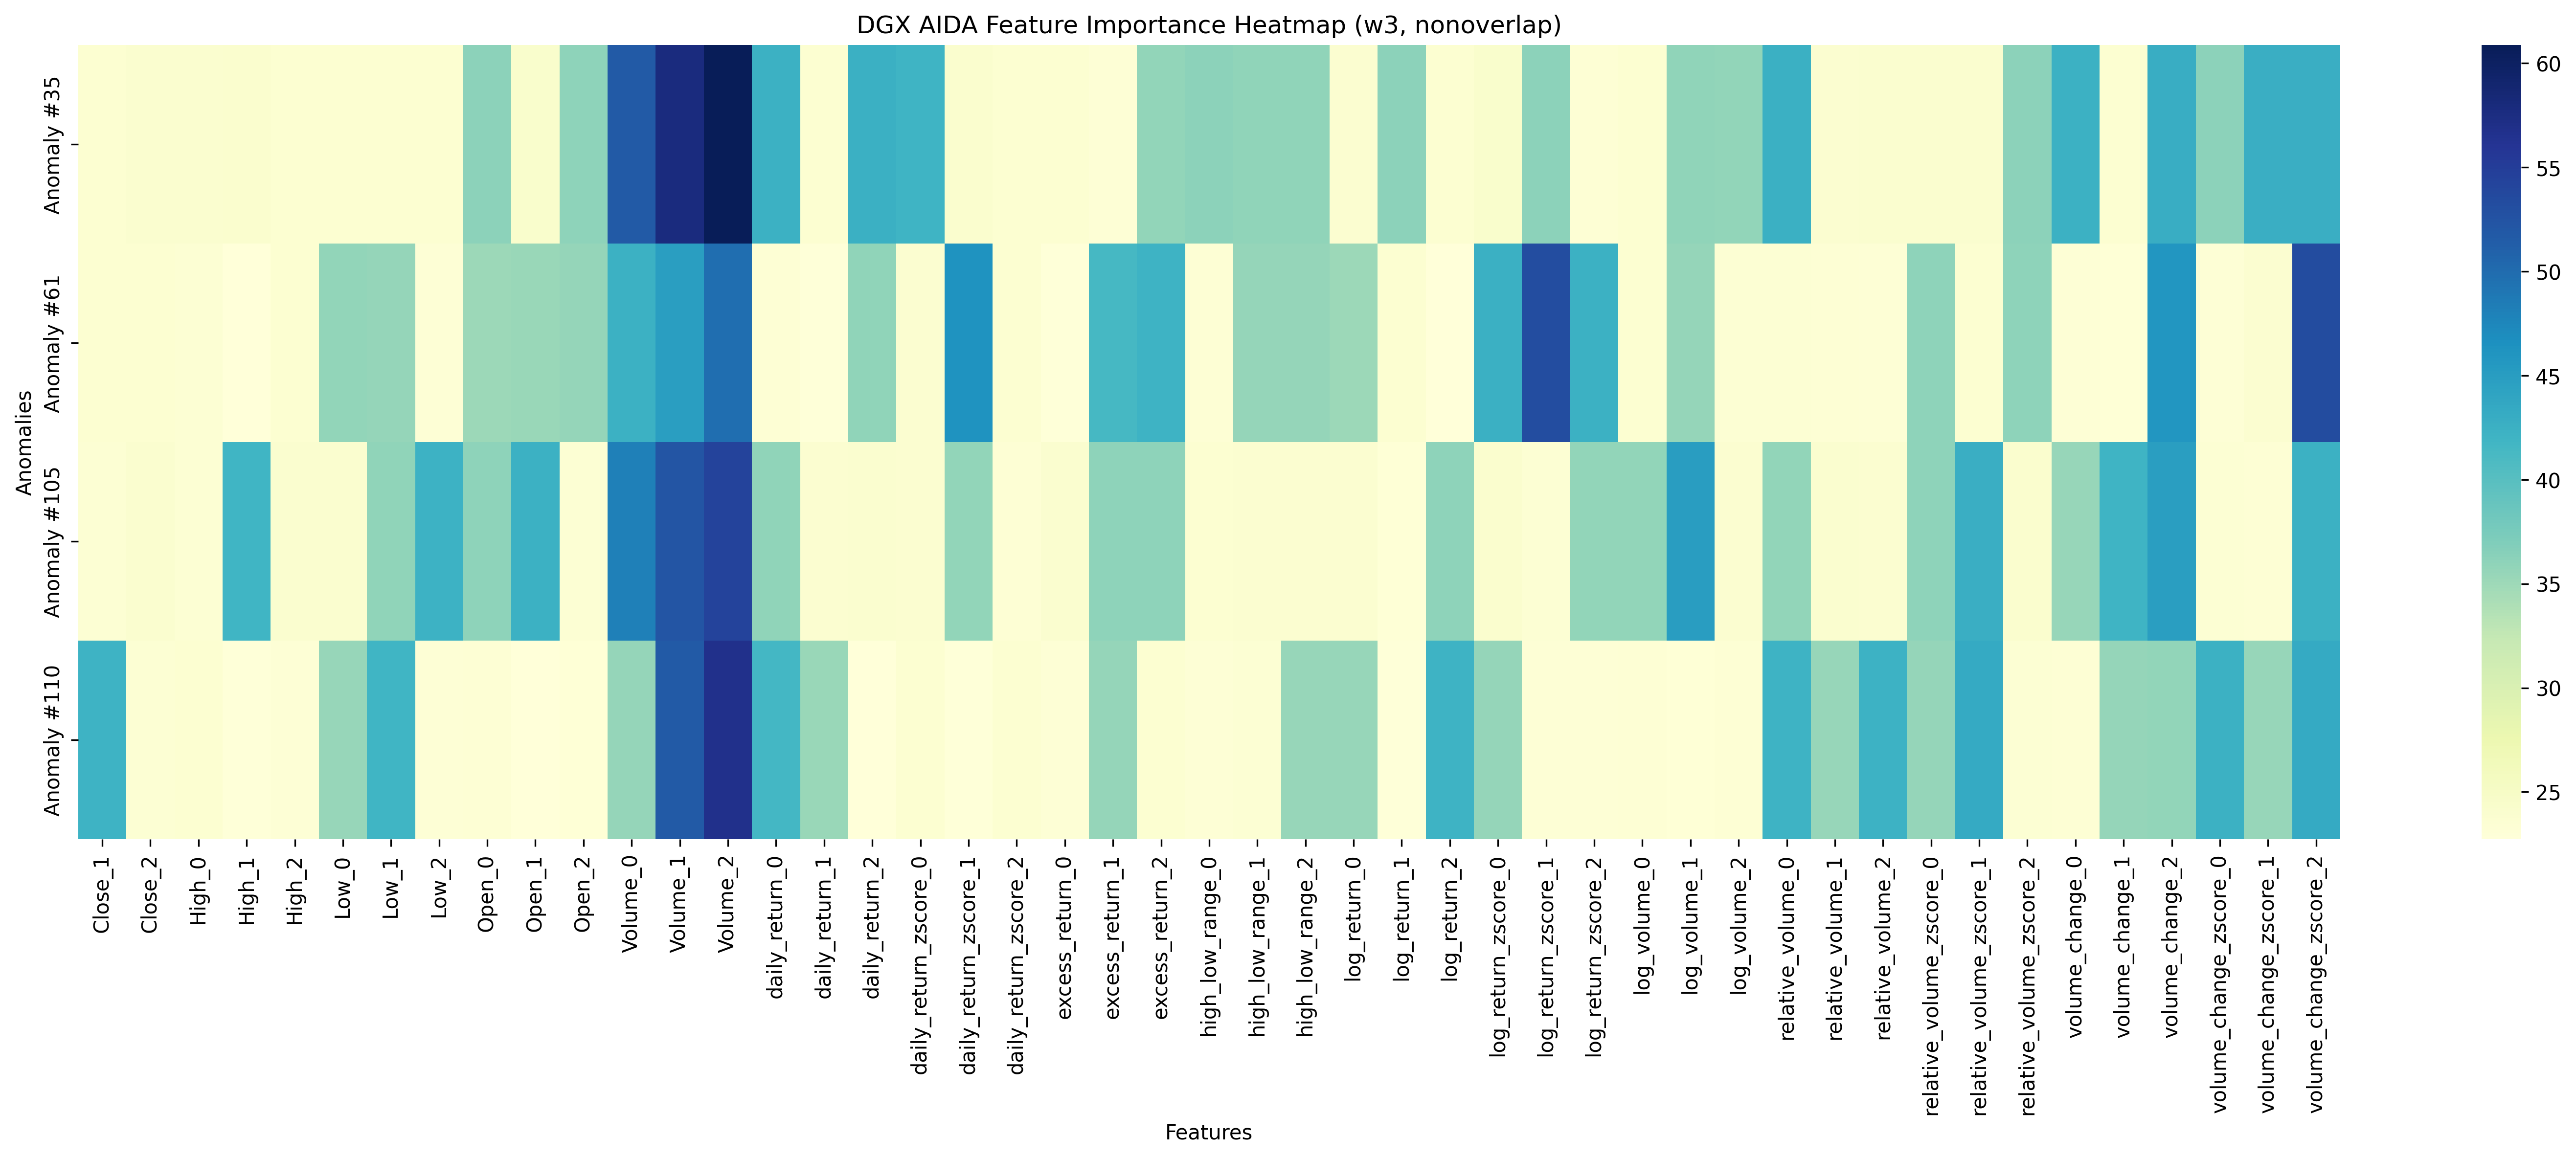 DGX AIDA Feature Importance Heatmap (w3, nonoverlap)
Anomalies
Anomaly #35
Anomaly #61
Anomaly #105
Anomaly #110
60
55
50
45
40
35
30
25
Close_1
Close_2
High_0
High_1
High_2
Low_0
Low_1
Low_2
Open_0
Open_1
Open_2
Volume_0
Volume_1
Volume_2
daily_return_0
daily_return_1
daily_return_2
daily_return_zscore_0
daily_return_zscore_1
daily_return_zscore_2
excess_return_0
excess_return_1
excess_return_2
high_low_range_0
high_low_range_1
high_low_range_2
log_return_0
log_return_1
log_return_2
log_return_zscore_0
log_return_zscore_1
log_return_zscore_2
log_volume_0
log_volume_1
log_volume_2
relative_volume_0
relative_volume_1
relative_volume_2
relative_volume_zscore_0
relative_volume_zscore_1
relative_volume_zscore_2
volume_change_0
volume_change_1
volume_change_2
volume_change_zscore_0
volume_change_zscore_1
volume_change_zscore_2
Features